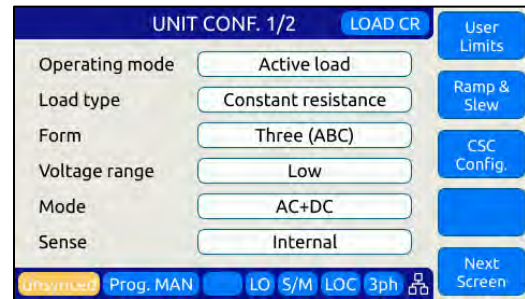 UNIT CONF. 1/2 LOAD CR
User
Limits
Operating mode Active load
Load type Constant resistance
Ramp &
Slew
Form Three (ABC)
CSC
Config.
Voltage range Low
Mode AC+DC
Sense Internal
Next
Screen
Unsynced Prog. MAN LO S/M LOC 3ph